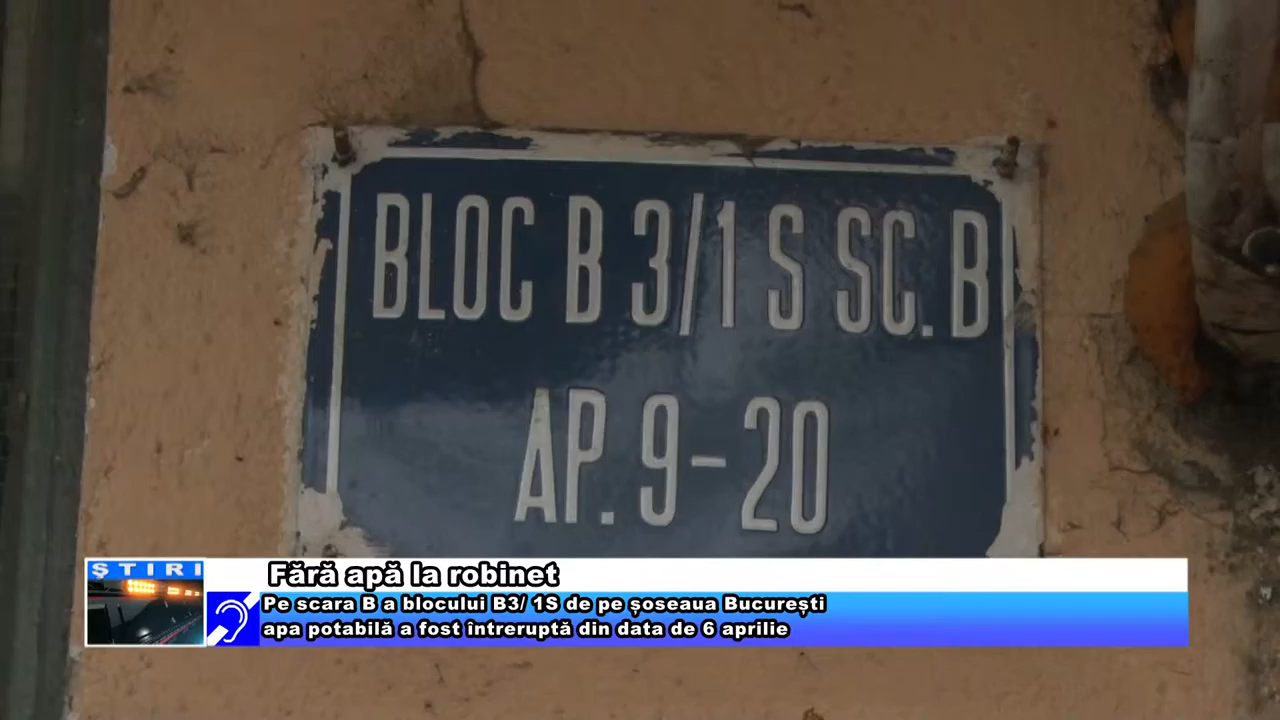 BLOC B 3/1 S SC. B
AP. 9-20
ȘTIRI
Fără apă la robinet
Pe scara B a blocului B3/ 1S de pe șoseaua București
apa potabilă a fost întreruptă din data de 6 aprilie